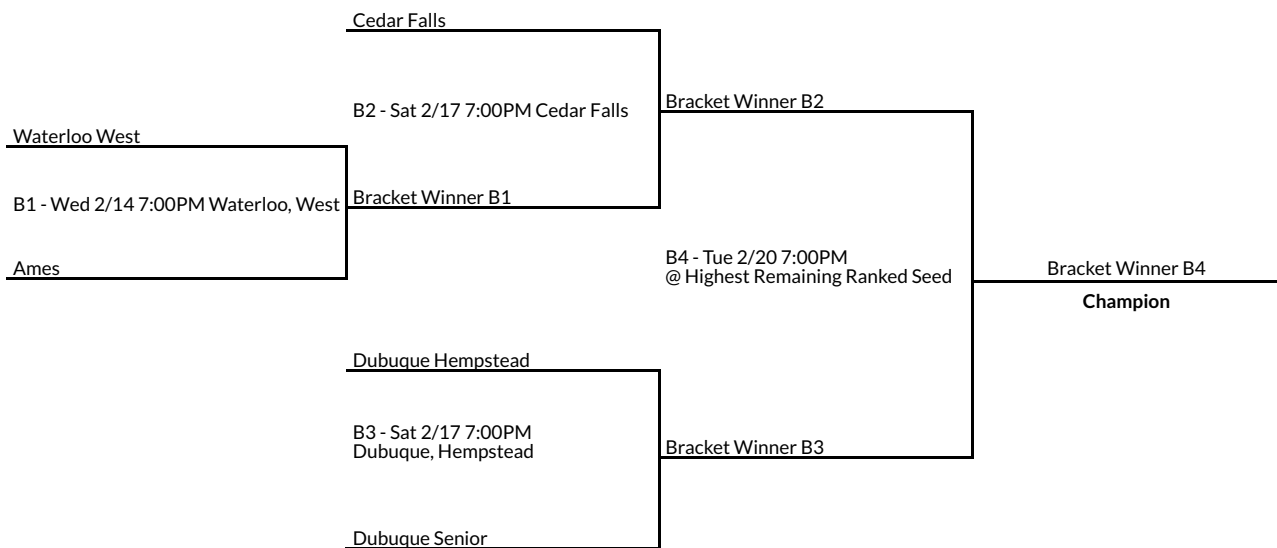 Cedar Falls
B2 - Sat 2/17 7:00PM Cedar Falls
Bracket Winner B2
Waterloo West
B1 - Wed 2/14 7:00PM Waterloo, West
Bracket Winner B1
Ames
B4 - Tue 2/20 7:00PM
@ Highest Remaining Ranked Seed
Bracket Winner B4
Champion
Dubuque Hempstead
B3 - Sat 2/17 7:00PM
Dubuque, Hempstead
Bracket Winner B3
Dubuque Senior